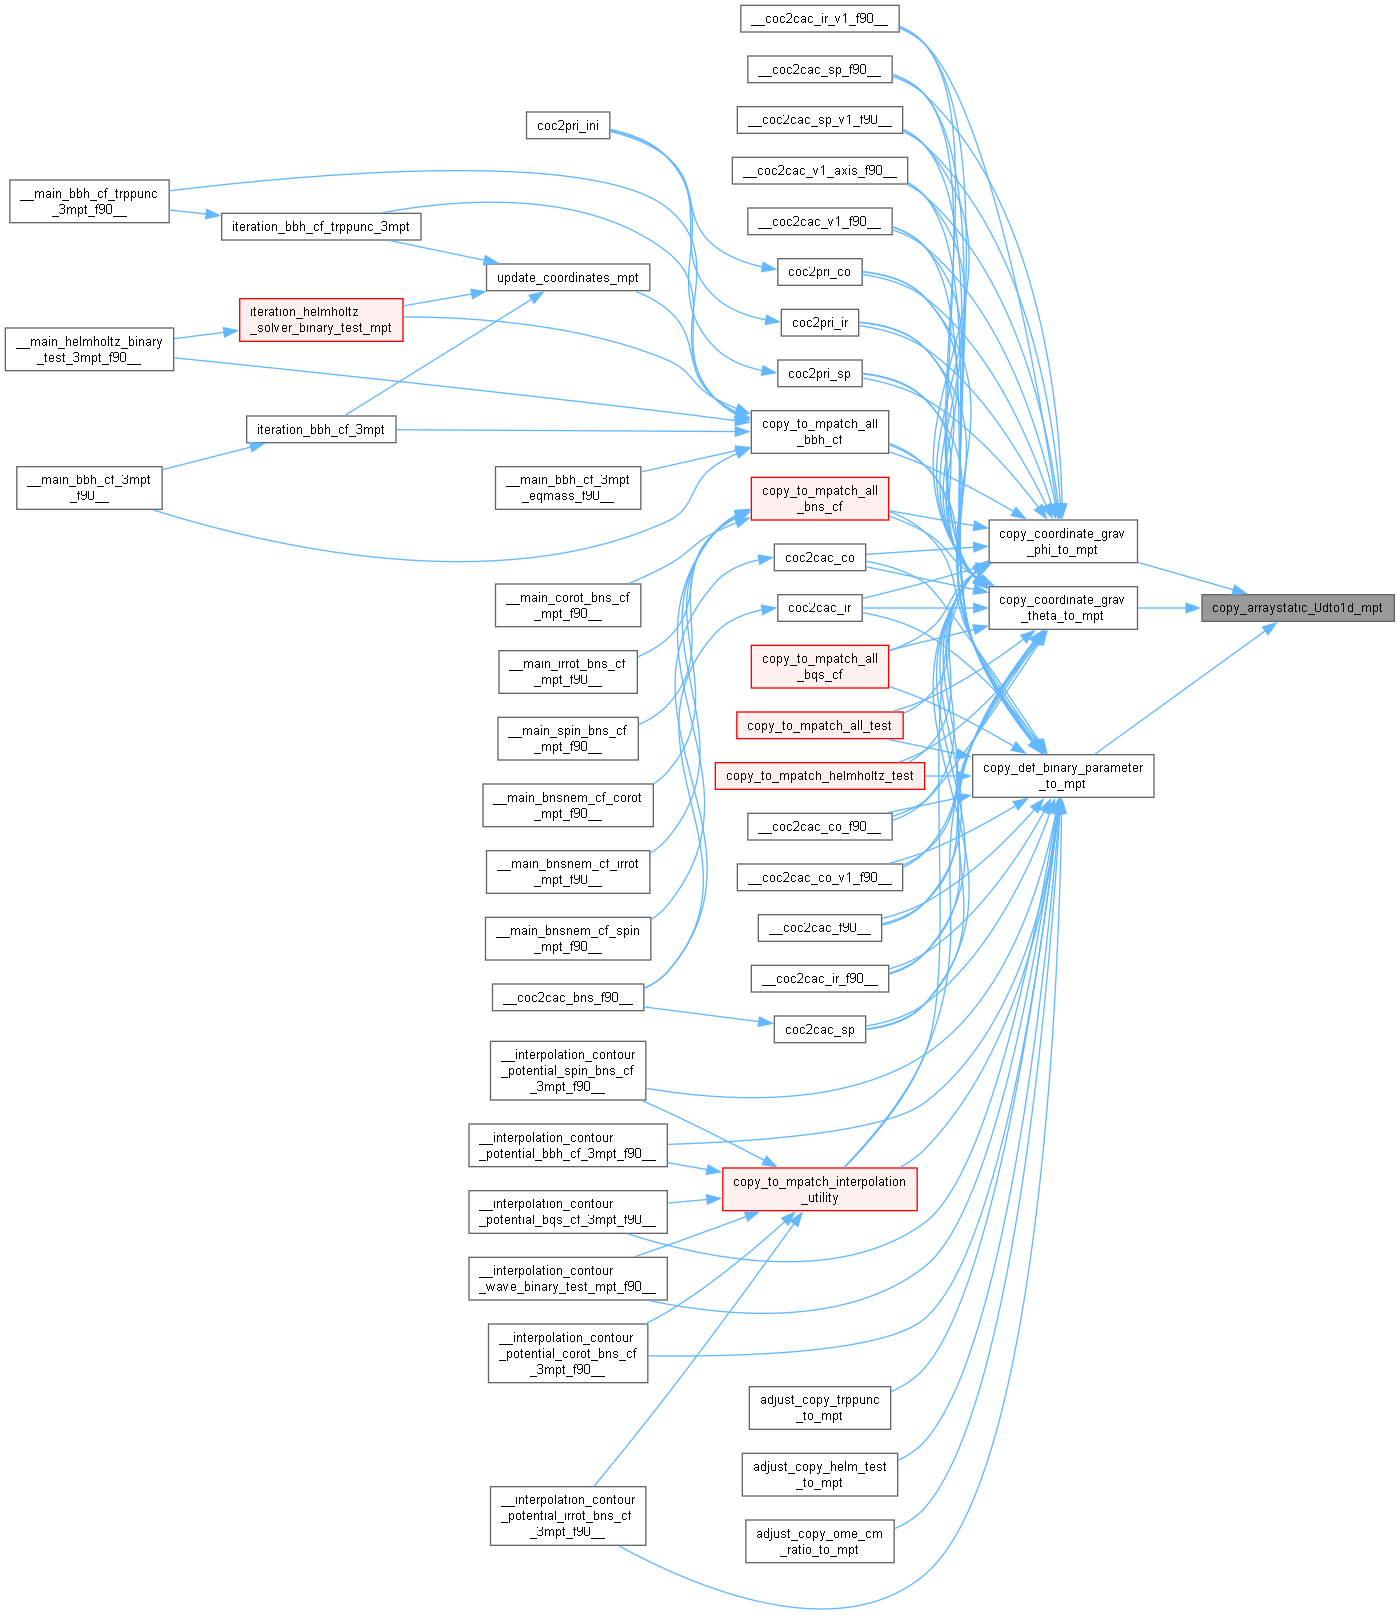 __coc2cac_ir_v1_f90__
__coc2cac_sp_f90__
__coc2cac_sp_v1_f90__
__coc2cac_v1_axis_f90__
__coc2cac_v1_f90__
coc2pri_ini
coc2pri_co
coc2pri_ir
coc2pri_sp
__main_bbh_cf_trppunc
_3mpt_f90__
iteration_bbh_cf_trppunc_3mpt
update_coordinates_mpt
iteration_helmholtz
_solver_binary_test_mpt
__main_helmholtz_binary
_test_3mpt_f90__
iteration_bbh_cf_3mpt
__main_bbh_cf_3mpt
_f90__
__main_bbh_cf_3mpt
_eqmass_f90__
copy_to_mpatch_all
_bbh_cf
copy_to_mpatch_all
_bns_cf
coc2cac_co
coc2cac_ir
copy_to_mpatch_all
_bqs_cf
copy_to_mpatch_all_test
copy_to_mpatch_helmholtz_test
__coc2cac_co_f90__
__coc2cac_co_v1_f90__
__coc2cac_f90__
__coc2cac_ir_f90__
coc2cac_sp
copy_coordinate_grav
_phi_to_mpt
copy_coordinate_grav
_theta_to_mpt
copy_arraystatic_0dto1d_mpt
copy_def_binary_parameter
_to_mpt
__main_corot_bns_cf
_mpt_f90__
__main_irrot_bns_cf
_mpt_f90__
__main_spin_bns_cf
_mpt_f90__
__main_bnsnem_cf_corot
_mpt_f90__
__main_bnsnem_cf_irrot
_mpt_f90__
__main_bnsnem_cf_spin
_mpt_f90__
__coc2cac_bns_f90__
__interpolation_contour
_potential_spin_bns_cf
_3mpt_f90__
__interpolation_contour
_potential_bbh_cf_3mpt_f90__
__interpolation_contour
_potential_bqs_cf_3mpt_f90__
__interpolation_contour
_wave_binary_test_mpt_f90__
__interpolation_contour
_potential_corot_bns_cf
_3mpt_f90__
__interpolation_contour
_potential_irrot_bns_cf
_3mpt_f90__
copy_to_mpatch_interpolation
_utility
adjust_copy_trppunc
_to_mpt
adjust_copy_helm_test
_to_mpt
adjust_copy_ome_cm
_ratio_to_mpt